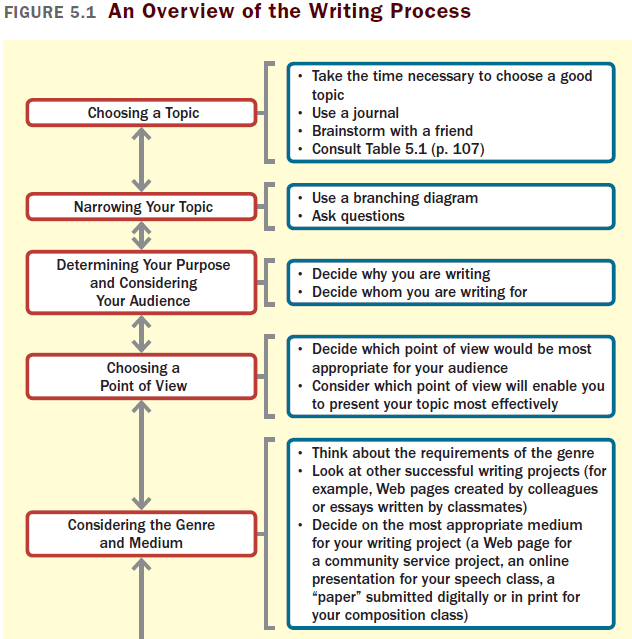 FIGURE 5.1 An Overview of the Writing Process
Choosing a Topic
• Take the time necessary to choose a good
topic
• Use a journal
• Brainstorm with a friend
• Consult Table 5.1 (p. 107)
Narrowing Your Topic
• Use a branching diagram
• Ask questions
Determining Your Purpose
and Considering
Your Audience
• Decide why you are writing
• Decide whom you are writing for
Choosing a
Point of View
• Decide which point of view would be most
appropriate for your audience
• Consider which point of view will enable you
to present your topic most effectively
Considering the Genre
and Medium
• Think about the requirements of the genre
• Look at other successful writing projects (for
example, Web pages created by colleagues
or essays written by classmates)
• Decide on the most appropriate medium
for your writing project (a Web page for
a community service project, an online
presentation for your speech class, a
“paper” submitted digitally or in print for
your composition class)